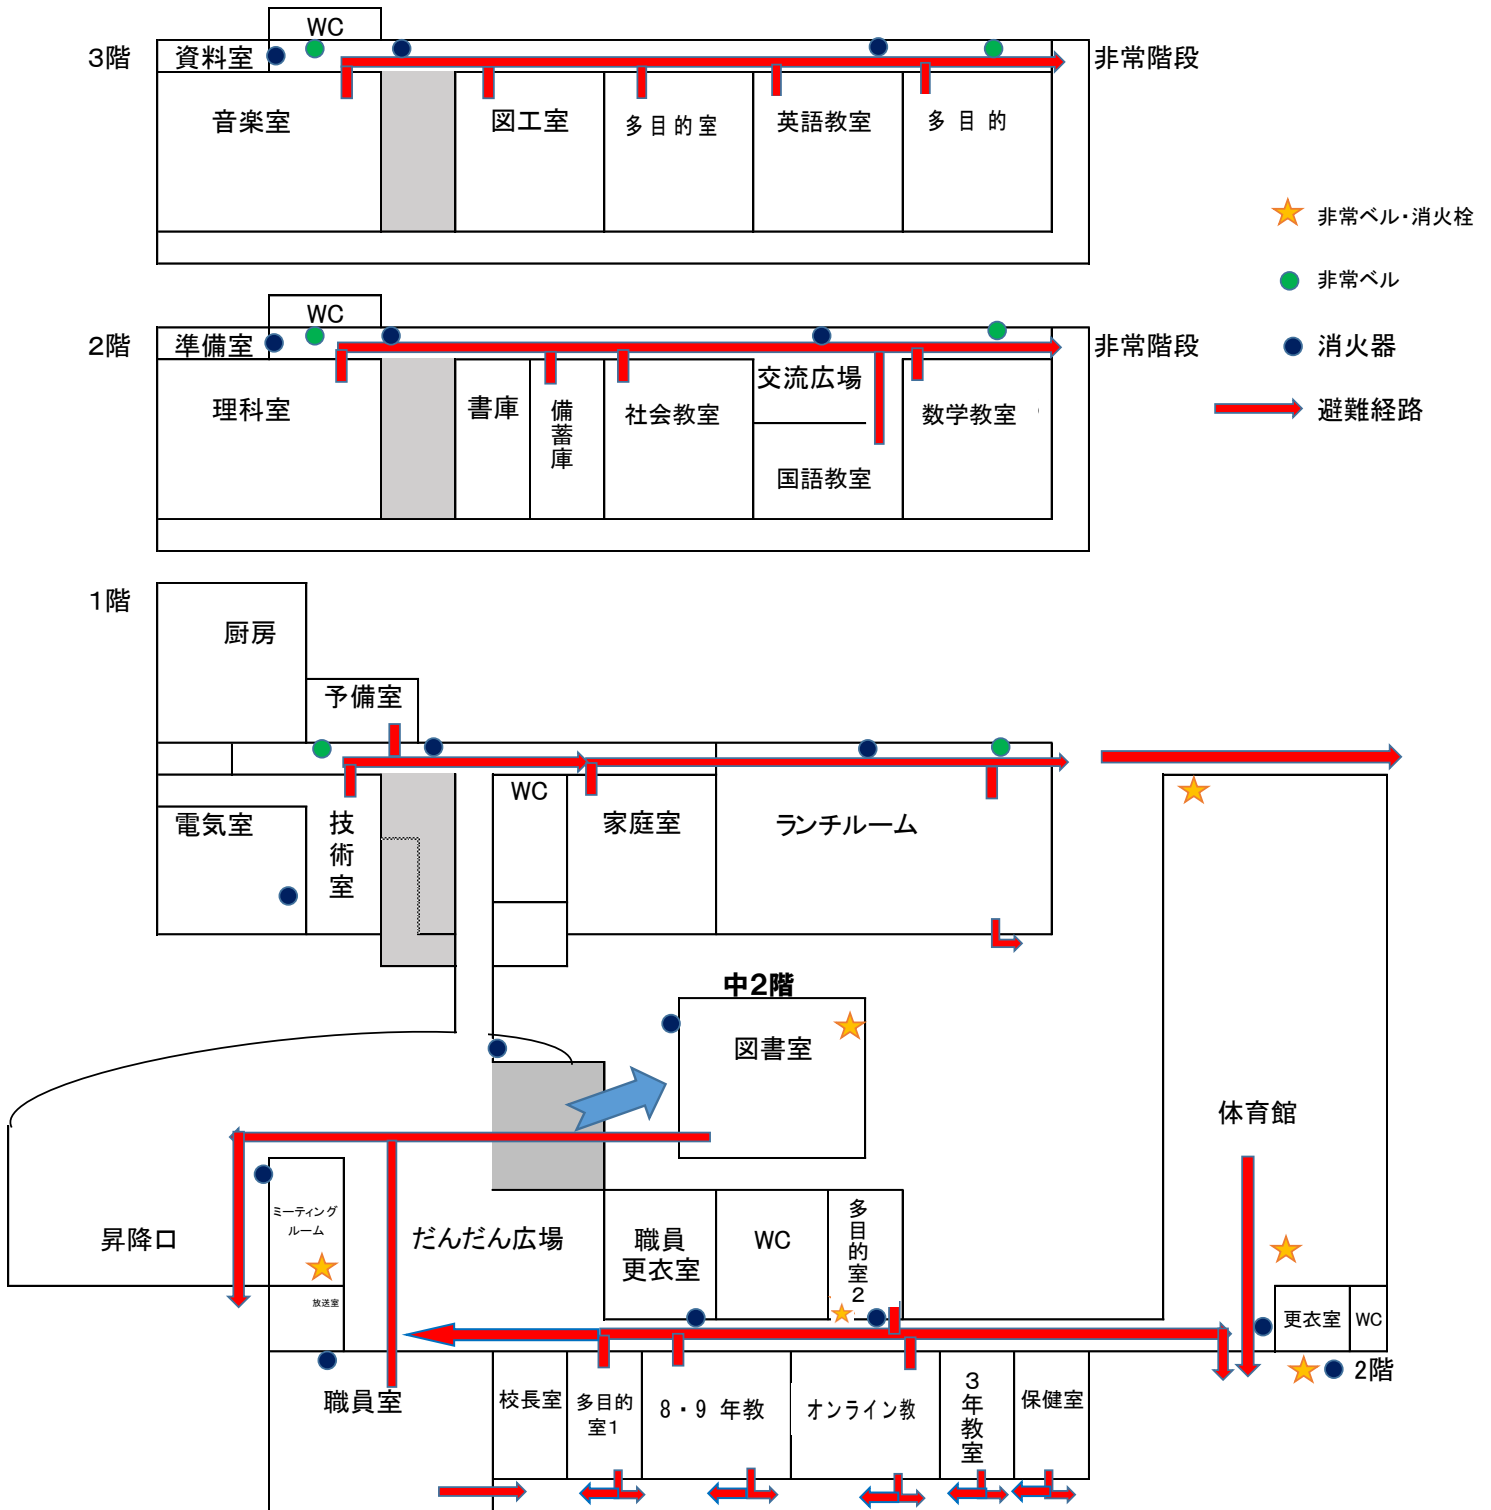 WC
3階
資料室
非常階段
音楽室
図工室
多目的室
英語教室
多 目 的
非常ベル・消火栓
非常ベル
WC
2階
準備室
非常階段
消火器
理科室
書庫
備蓄庫
社会教室
交流広場
国語教室
数学教室
避難経路
1階
厨房
予備室
電気室
技術室
WC
家庭室
ランチルーム
中2階
図書室
体育館
昇降口
ミーティング
ルーム
放送室
だんだん広場
職員
更衣室
WC
多目的室2
更衣室
WC
2階
職員室
校長室
多目的
室1
8・9 年教
オンライン教
3年教室
保健室